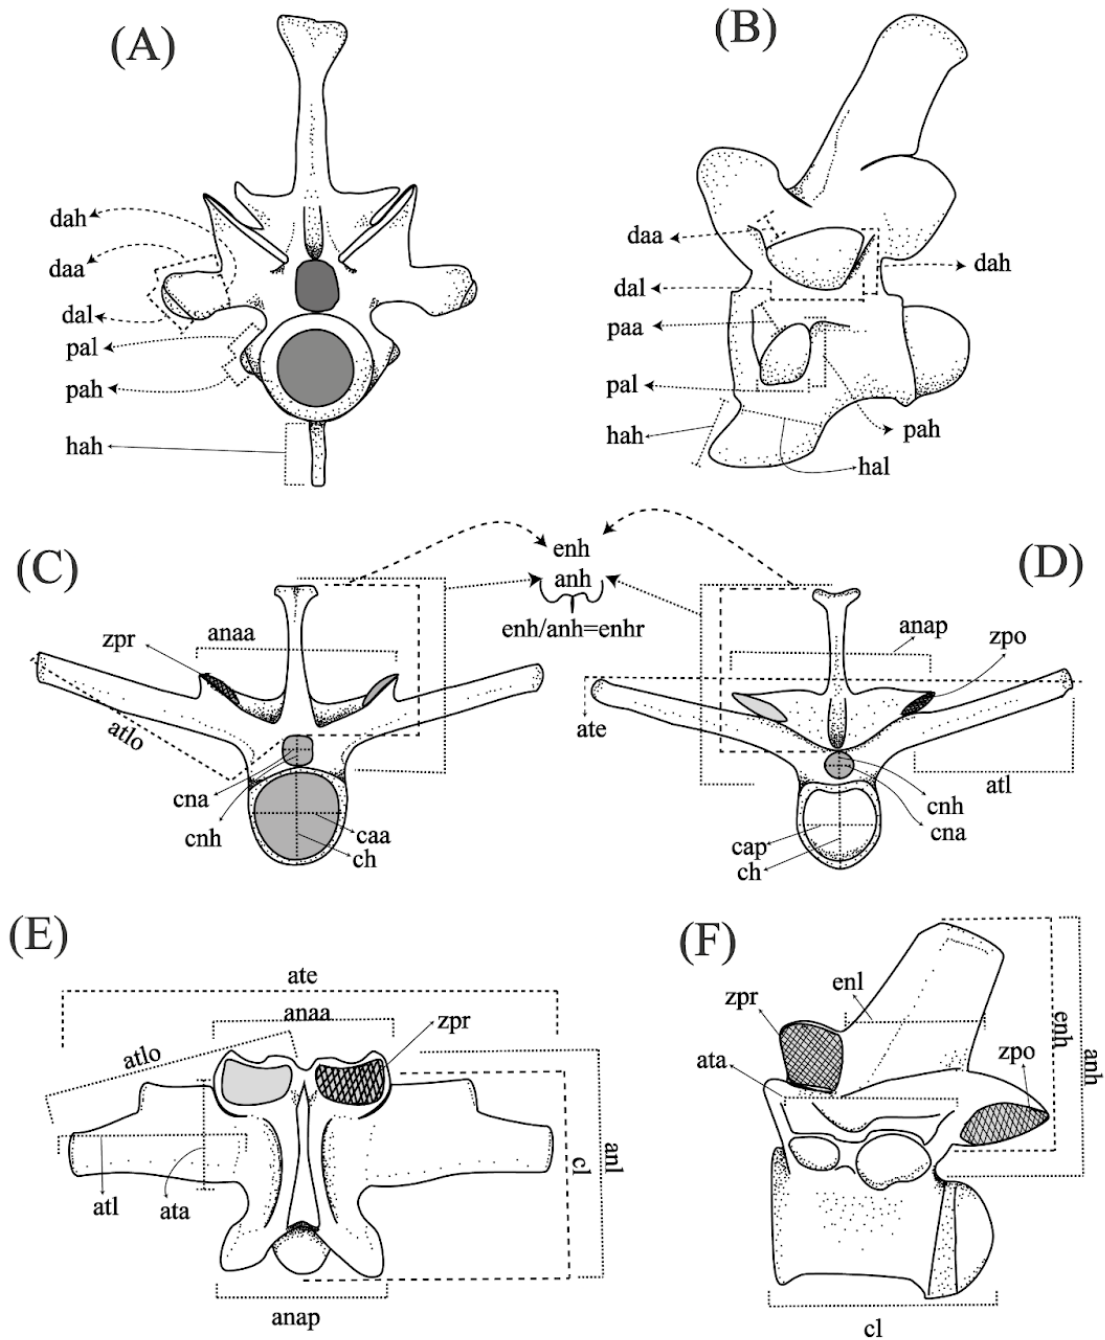 (A)
(B)
dah
daa
dal
pal
pah
hah
daa
dah
dal
paa
pal
hah
pah
hal
(C)
(D)
enh
anh
enh/anh=enhr
zpr
anaa
atlo
cna
cnh
caa
ch
anap
zpo
ate
atl
cnh
cna
cap
ch
(E)
(F)
ate
anaa
zpr
atlo
atl
ata
cl
anl
anap
zpr
enl
ata
enh
anh
zpo
cl